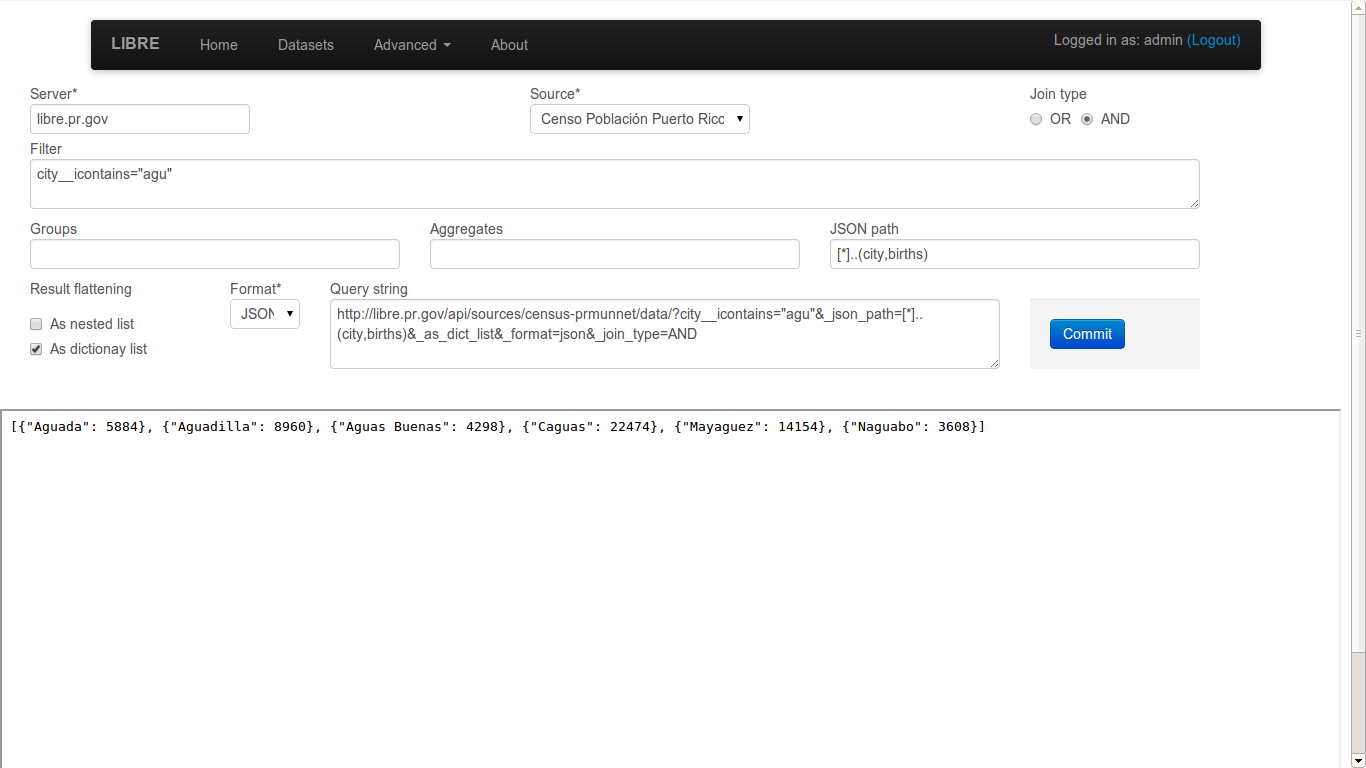 LIBRE Home Datasets Advanced About Logged in as: admin (Logout)
Server* Source* Join type
libre.pr.gov Censo Población Puerto Ricc OR AND
Filter
city__icontains="agu"
Groups Aggregates JSON path
[*]..(city,births)
Result flattening Format* Query string
As nested list JSON http://libre.pr.gov/api/sources/census-prmunnet/data/?city__icontains="agu"&_json_path=[*]..
As dictionay list (city,births)&_as_dict_list&_format=json&_join_type=AND Commit
[{"Aguada": 5884}, {"Aguadilla": 8960}, {"Aguas Buenas": 4298}, {"Caguas": 22474}, {"Mayaguez": 14154}, {"Naguabo": 3608}]